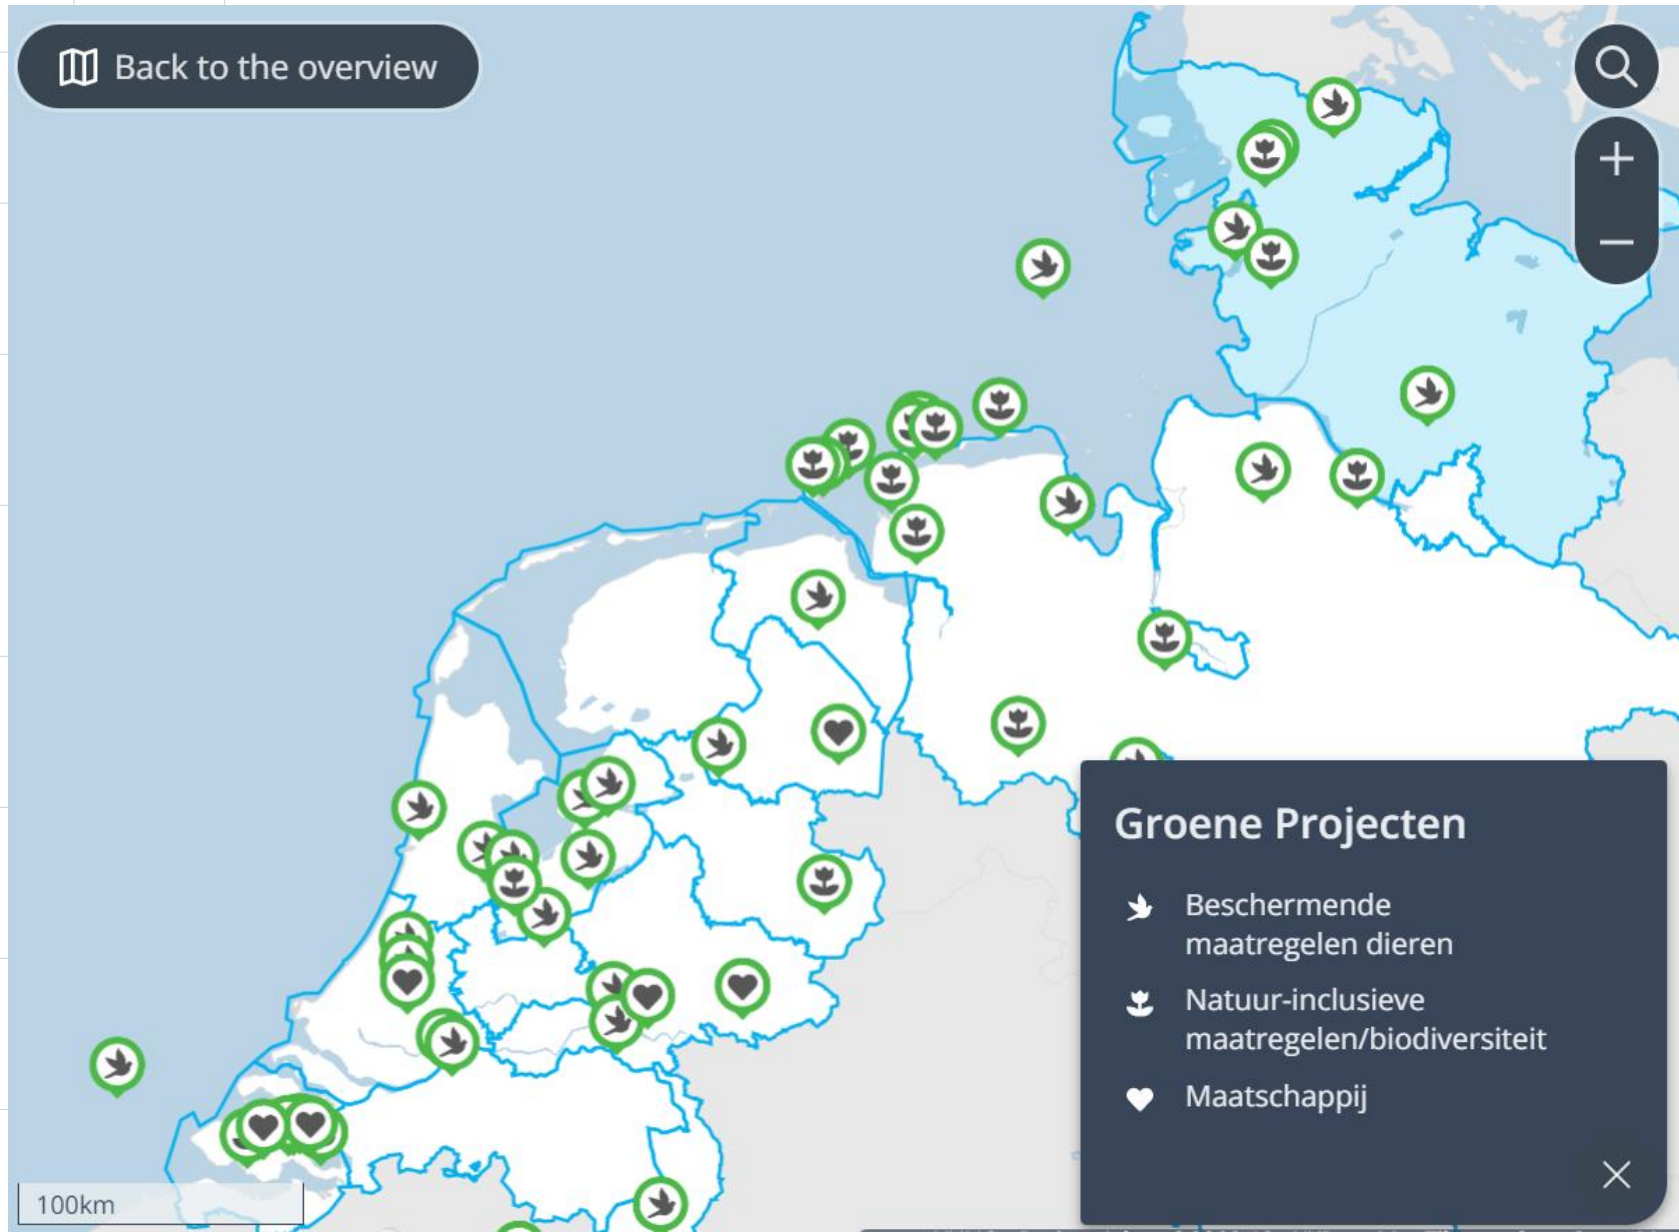 Back to the overview
Groene Projecten
Beschermende
maatregelen dieren
Natuur-inclusieve
maatregelen/biodiversiteit
Maatschappij
100km